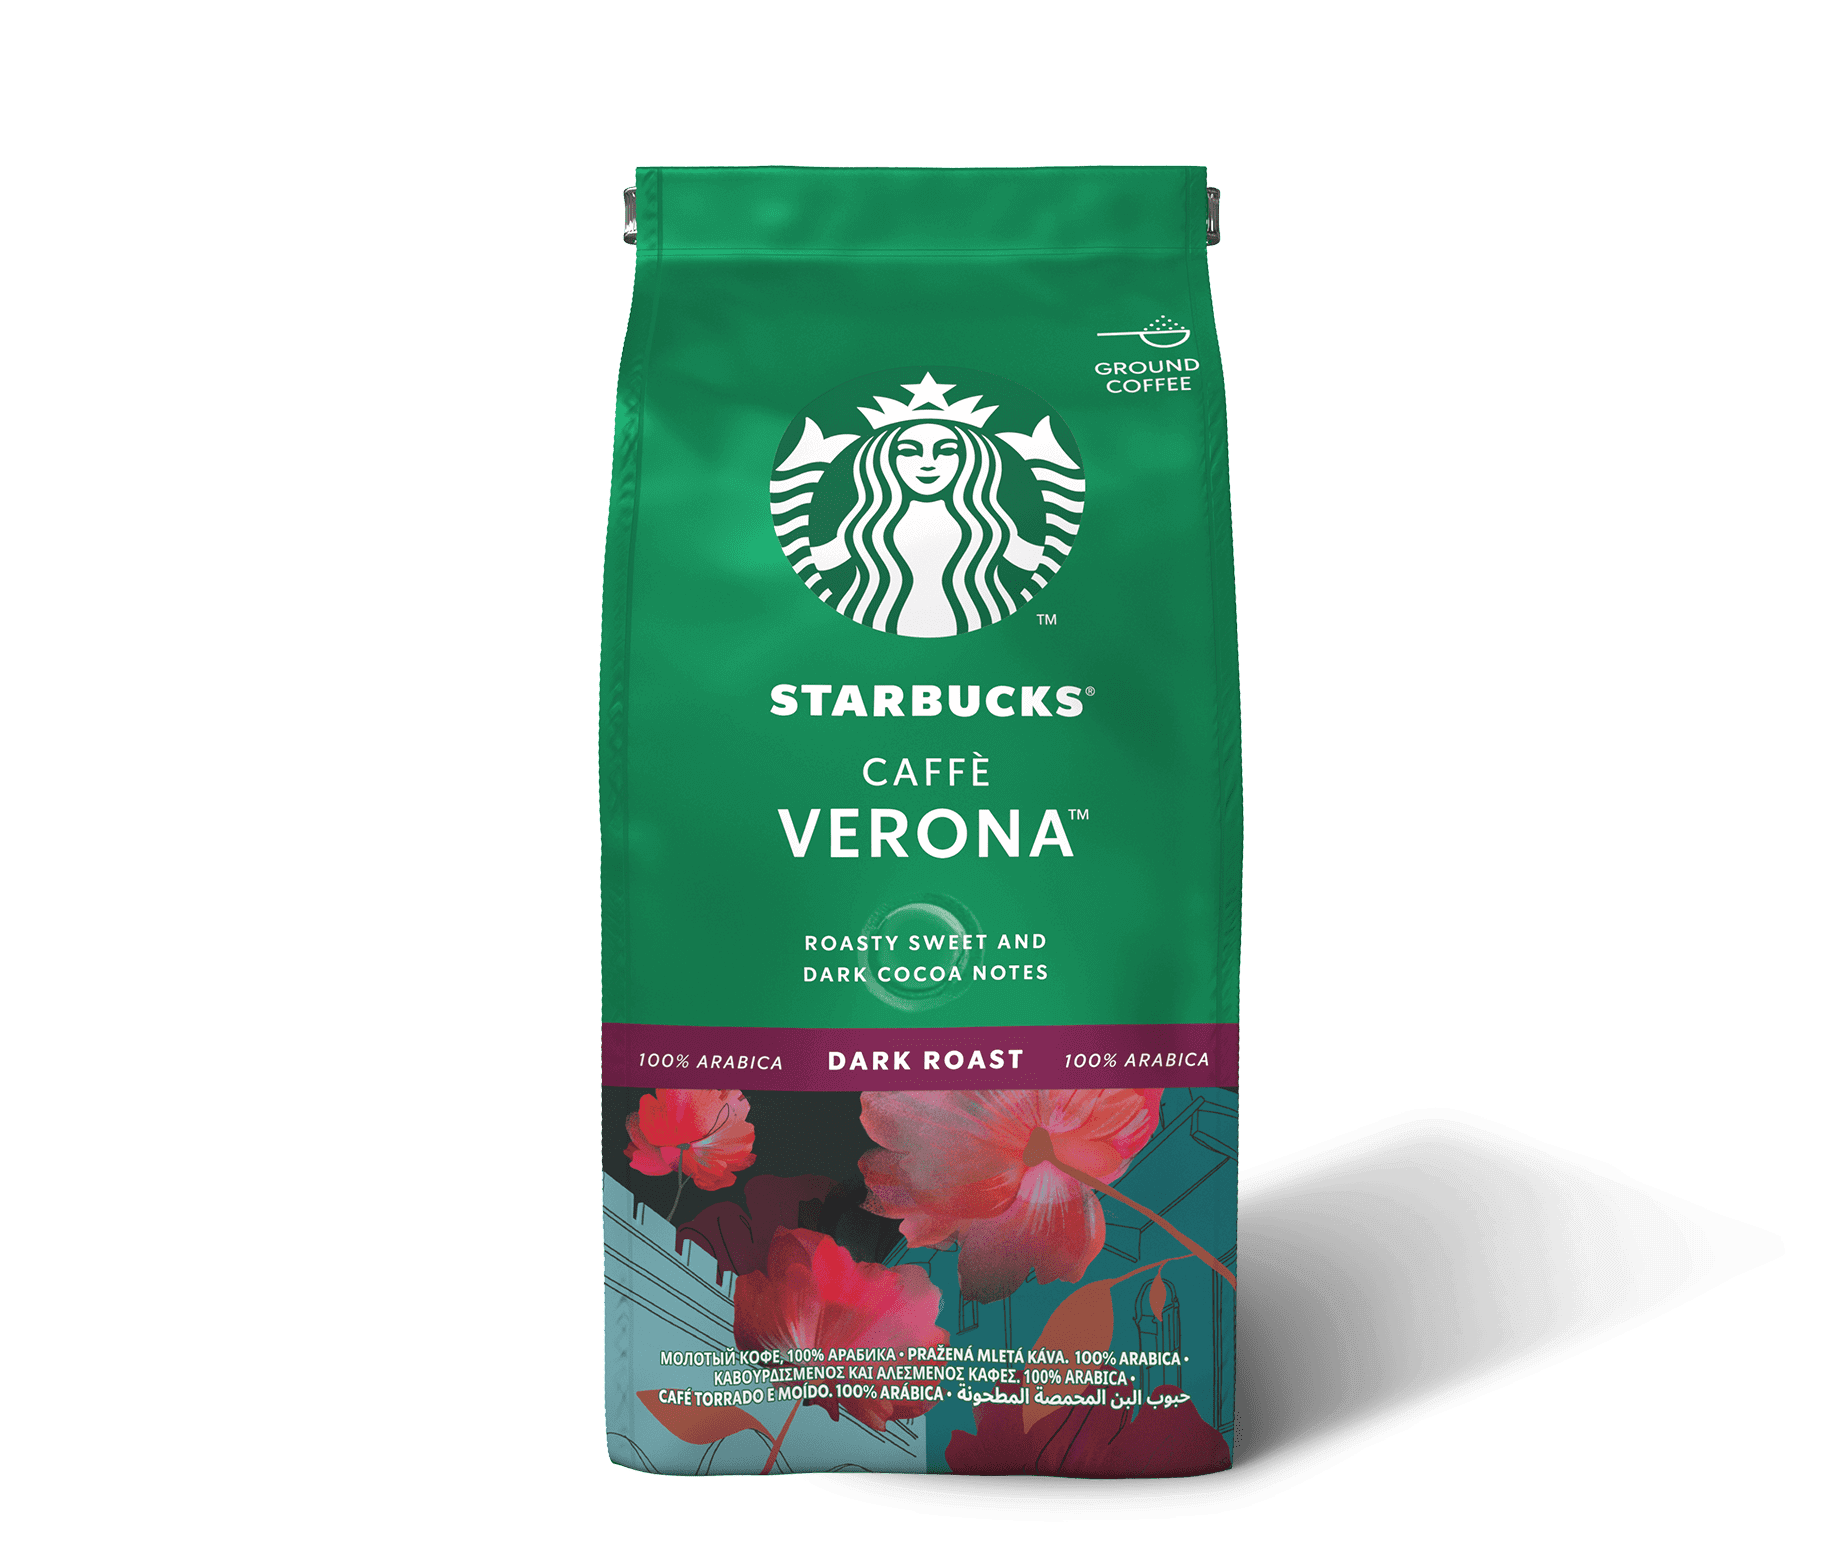 GROUND
COFFEE
TM
STARBUCKS®
CAFFÈ
VERONA™
ROASTY SWEET AND
DARK COCOA NOTES
100% ARABICA DARK ROAST 100% ARABICA
МОЛОТЫЙ КОФЕ, 100% АРАБИКА • PRAŽENÁ MLETÁ KÁVA. 100% ARABICA •
ΚΑΒΟΥΡΔΙΣΜΕΝΟΣ ΚΑΙ ΑΛΕΣΜΕΝΟΣ ΚΑΦΕΣ. 100% ARABICA •
CAFÉ TORRADO E MOÍDO. 100% ARÁBICA • حبوب البن المحمصة المطحونة